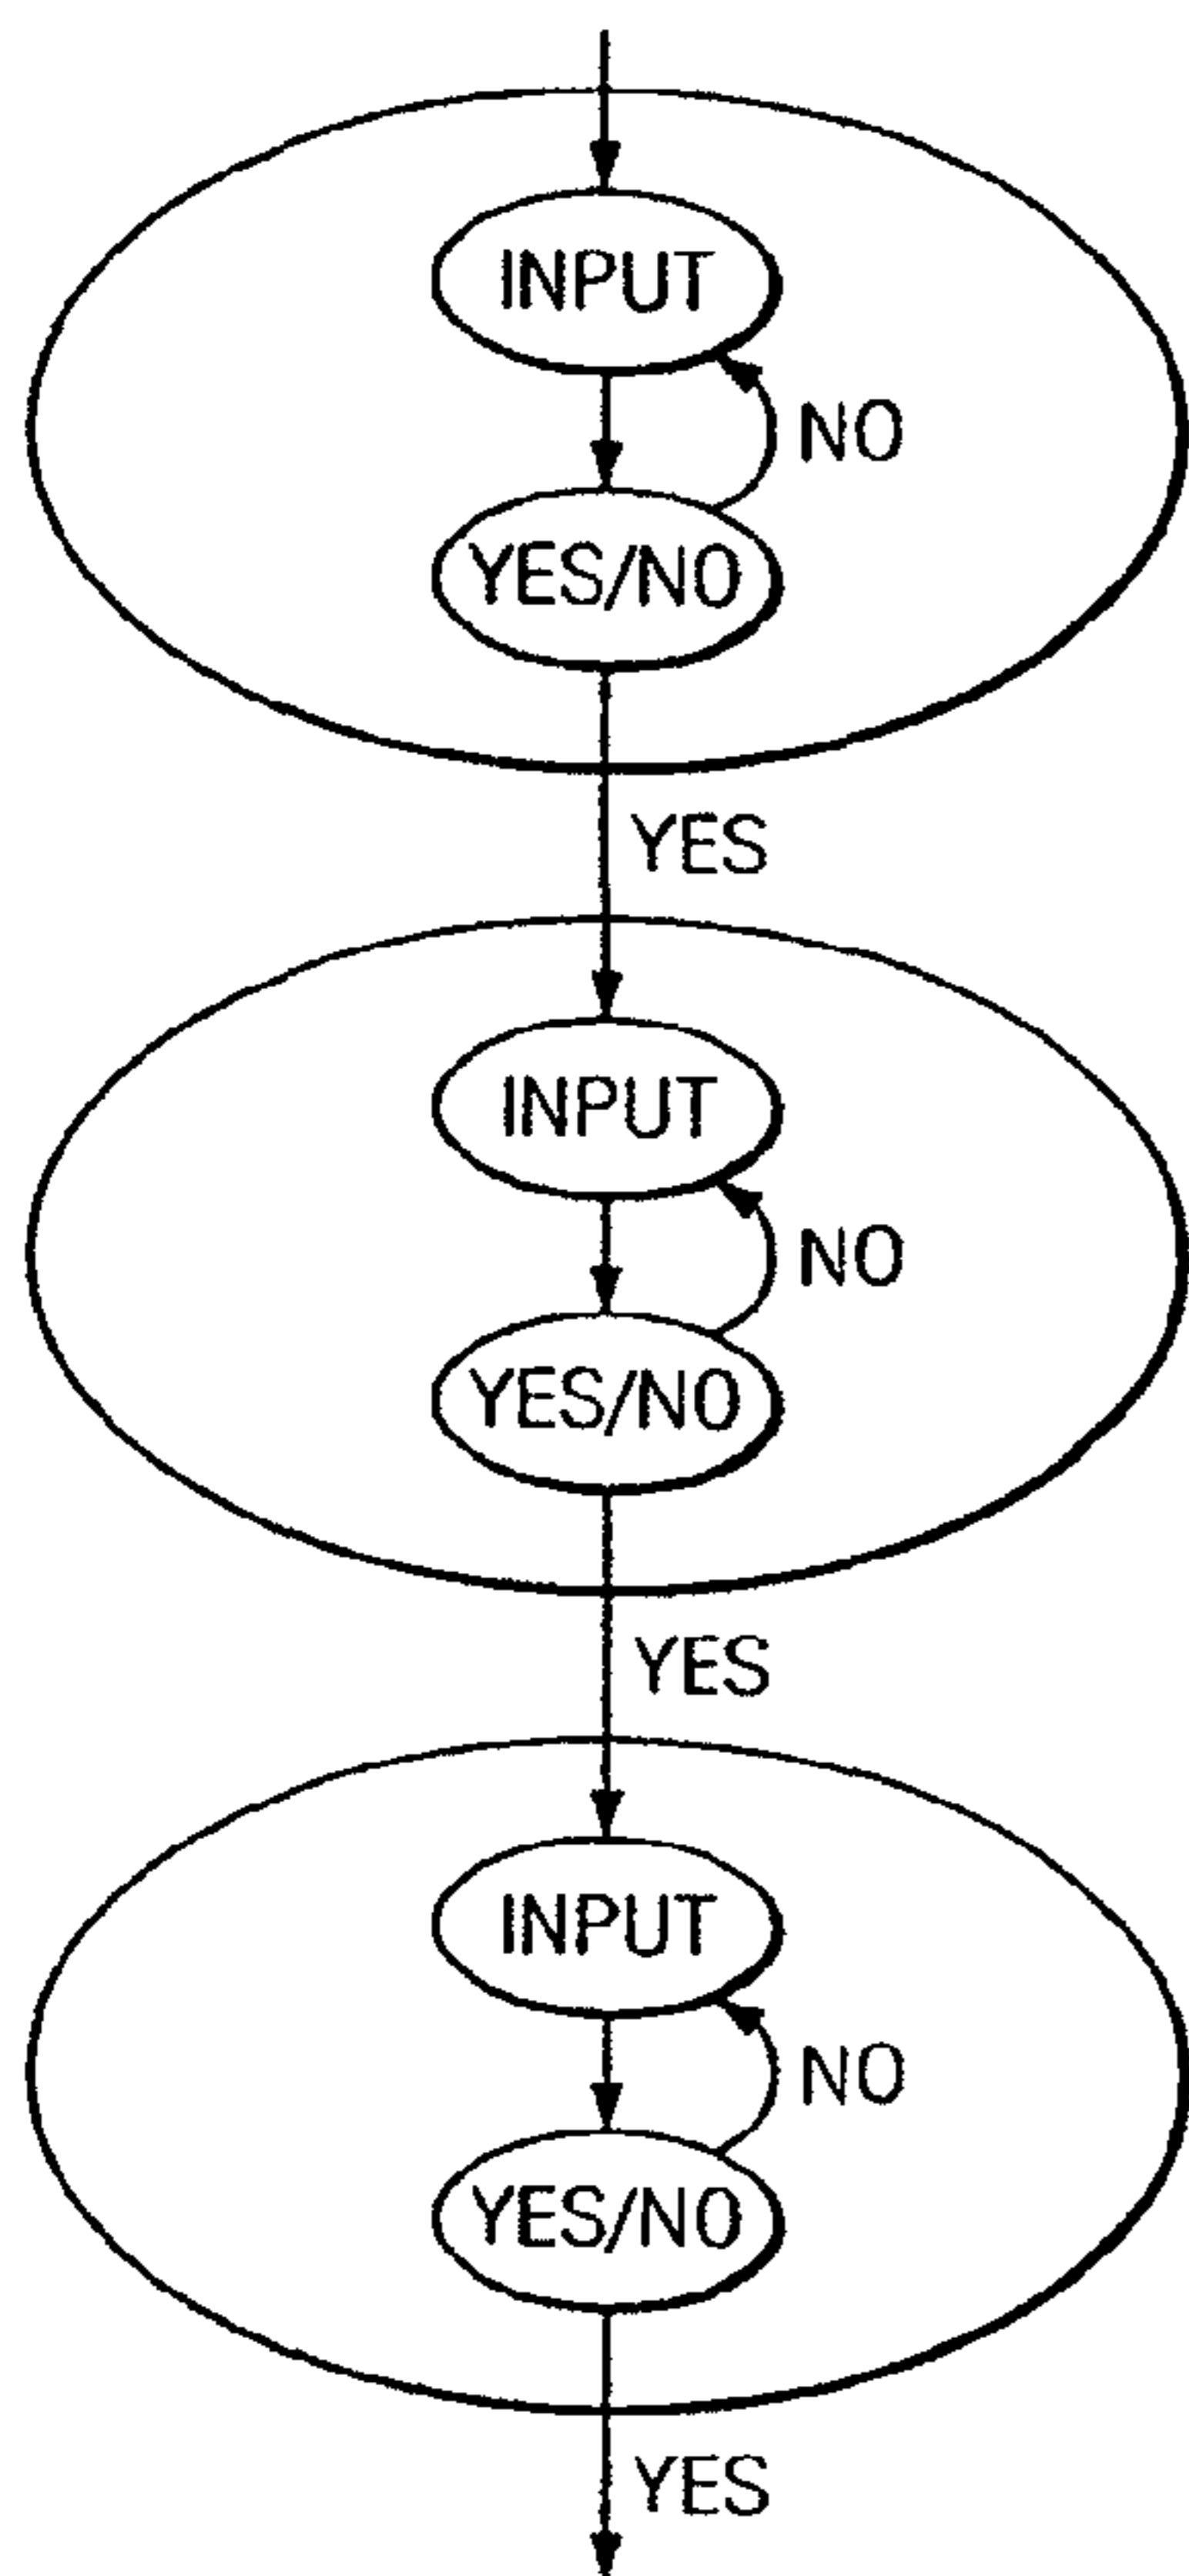 INPUT
NO
YES/NO
YES
INPUT
NO
YES/NO
YES
INPUT
NO
YES/NO
YES